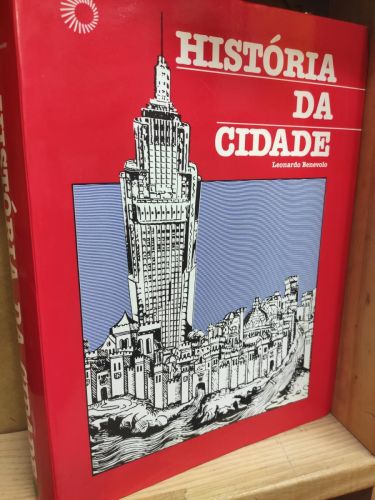 HISTÓRIA
DA
CIDADE
Leonardo Benevolo
HISTÓRIA DA CIDADE